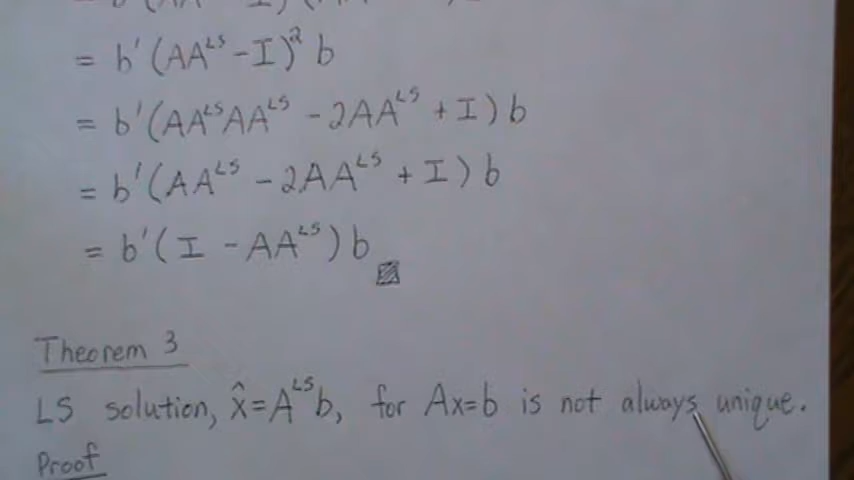 = b'(AA^LS - I)^2 b
= b'(AA^LS AA^LS - 2AA^LS + I) b
= b'(AA^LS - 2AA^LS + I) b
= b'(I - AA^LS) b
Theorem 3
LS solution, x̂ = A^LS b, for Ax=b is not always unique.
Proof